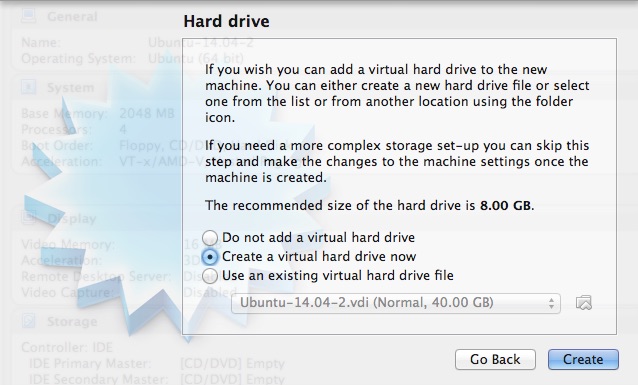 General
Hard drive
Name: Ubuntu-14.04-2
Operating System: Ubuntu (64 bit)
If you wish you can add a virtual hard drive to the new
machine. You can either create a new hard drive file or select
one from the list or from another location using the folder
icon.
System
Base Memory: 2048 MB
Processors: 4
Boot Order: Floppy, CD/D
Acceleration: VT-x/AMD-V
If you need a more complex storage set-up you can skip this
step and make the changes to the machine settings once the
machine is created.
The recommended size of the hard drive is 8.00 GB.
Display
Video Memory: 16
Acceleration: 3D
Remote Desktop Server: Disa
Video Capture: Disabled
Do not add a virtual hard drive
Create a virtual hard drive now
Use an existing virtual hard drive file
Ubuntu-14.04-2.vdi (Normal, 40.00 GB)
Storage
Controller: IDE
IDE Primary Master: [CD/DVD] Empty
IDE Secondary Master: [CD/DVD] Empty
Go Back
Create